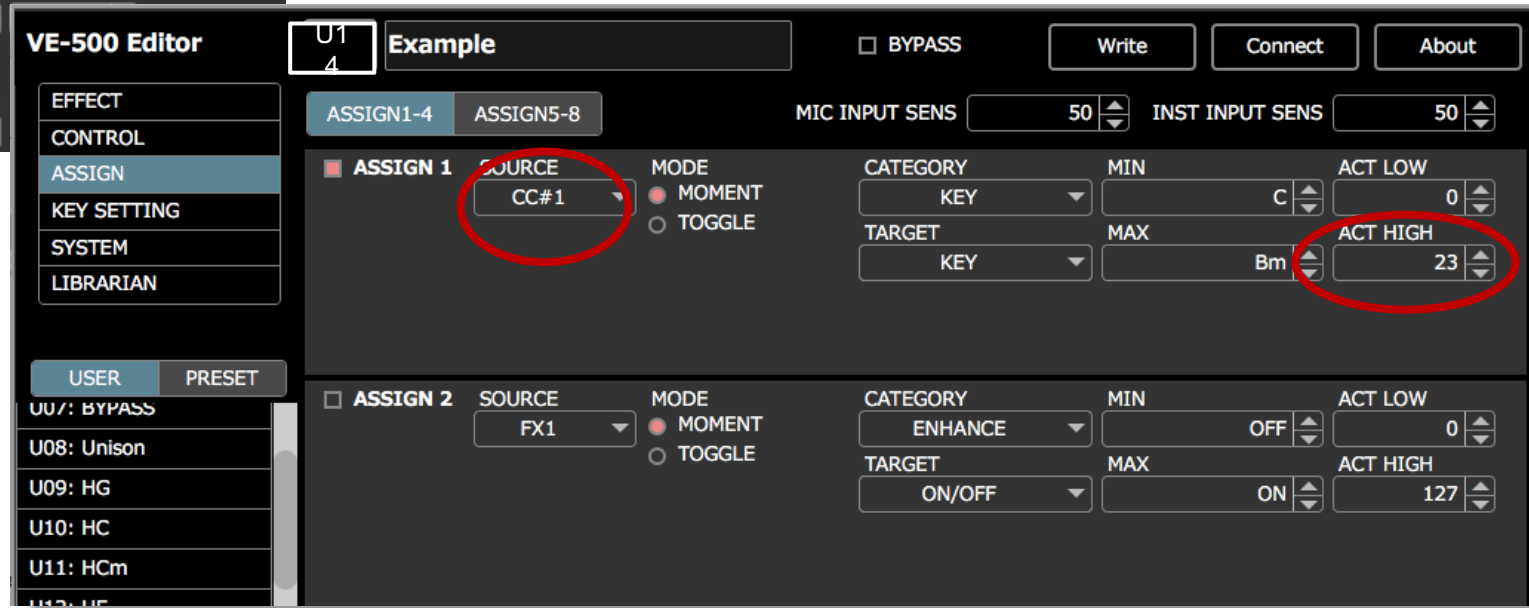 VE-500 Editor
U1
4
Example
BYPASS
Write
Connect
About
EFFECT
CONTROL
ASSIGN
KEY SETTING
SYSTEM
LIBRARIAN
USER
PRESET
U07: BYPASS
U08: Unison
U09: HG
U10: HC
U11: HCm
ASSIGN1-4
ASSIGN5-8
MIC INPUT SENS
50
INST INPUT SENS
50
ASSIGN 1
SOURCE
CC#1
MODE
MOMENT
TOGGLE
CATEGORY
KEY
TARGET
KEY
MIN
C
MAX
Bm
ACT LOW
0
ACT HIGH
23
ASSIGN 2
SOURCE
FX1
MODE
MOMENT
TOGGLE
CATEGORY
ENHANCE
TARGET
ON/OFF
MIN
OFF
MAX
ON
ACT LOW
0
ACT HIGH
127